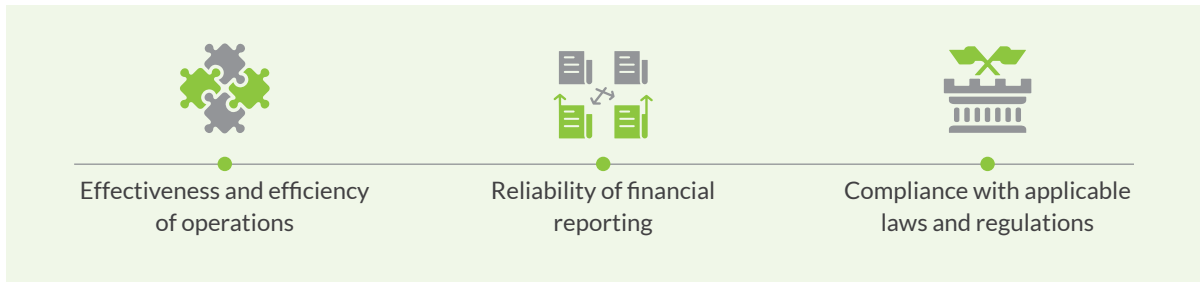 Effectiveness and efficiency
of operations
Reliability of financial
reporting
Compliance with applicable
laws and regulations